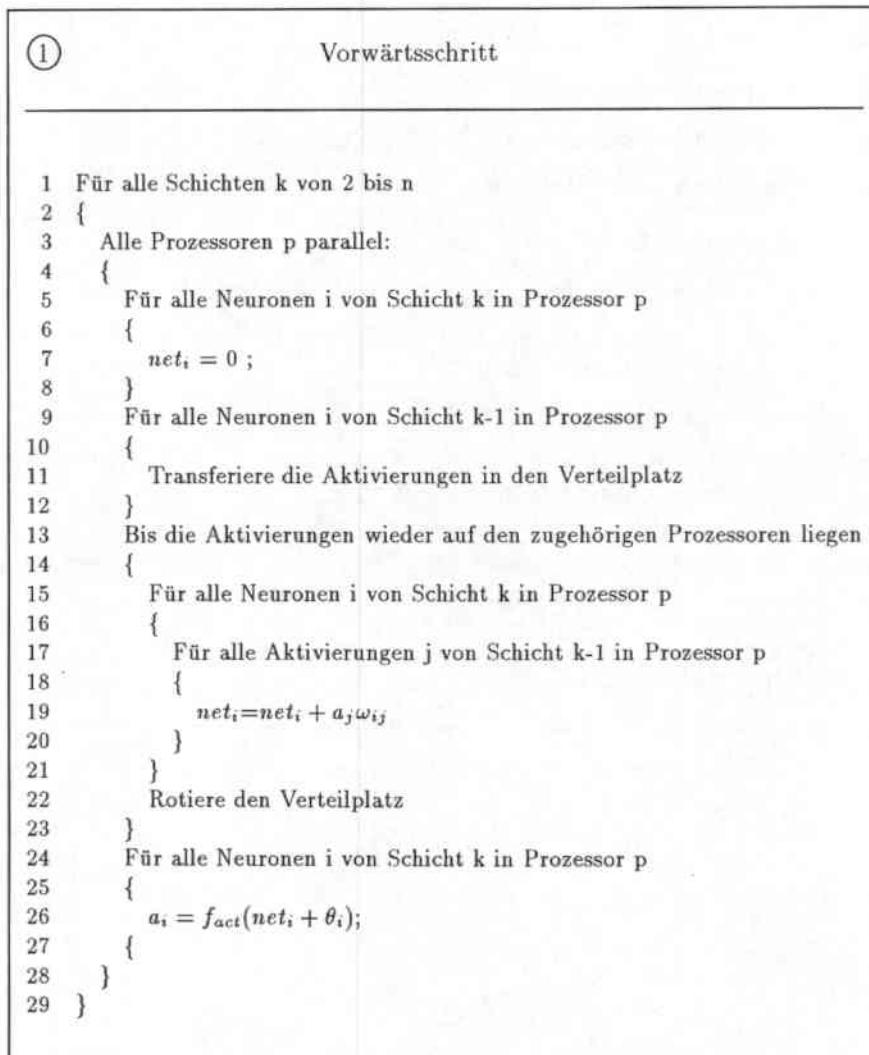 ① Vorwärtsschritt
1 Für alle Schichten k von 2 bis n
2 {
3 Alle Prozessoren p parallel:
4 {
5 Für alle Neuronen i von Schicht k in Prozessor p
6 {
7 net_i = 0 ;
8 }
9 Für alle Neuronen i von Schicht k-1 in Prozessor p
10 {
11 Transferiere die Aktivierungen in den Verteilplatz
12 }
13 Bis die Aktivierungen wieder auf den zugehörigen Prozessoren liegen
14 {
15 Für alle Neuronen i von Schicht k in Prozessor p
16 {
17 Für alle Aktivierungen j von Schicht k-1 in Prozessor p
18 {
19 net_i=net_i + a_jω_{ij}
20 }
21 }
22 Rotiere den Verteilplatz
23 }
24 Für alle Neuronen i von Schicht k in Prozessor p
25 {
26 a_i = f_{act}(net_i + θ_i);
27 {
28 }
29 }